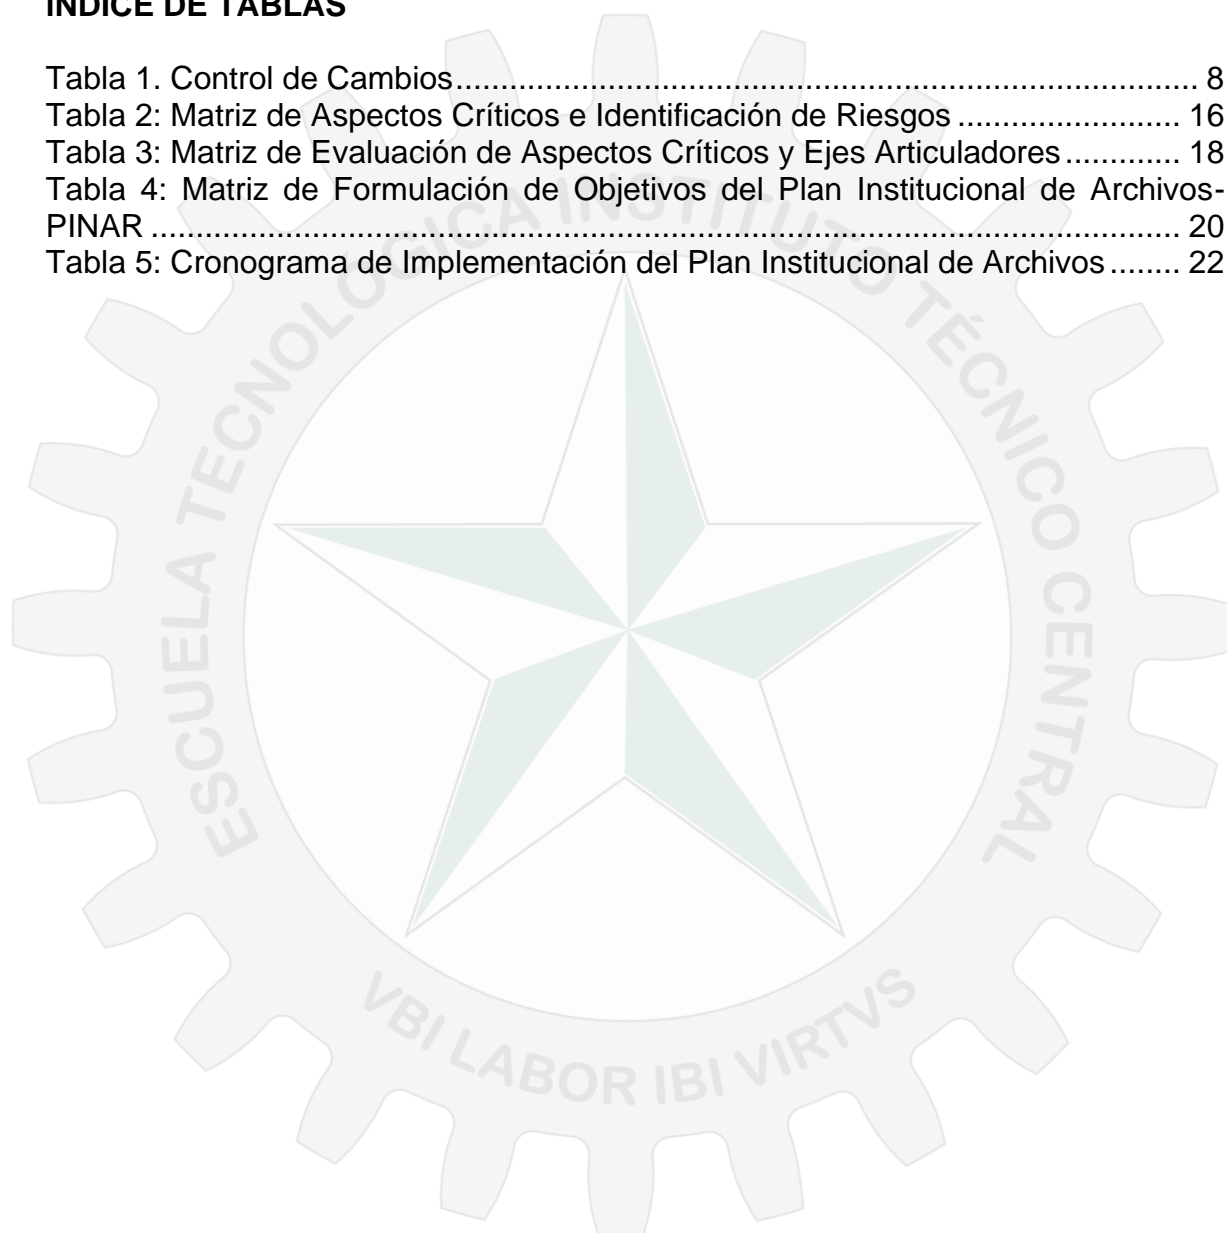 ÍNDICE DE TABLAS
Tabla 1. Control de Cambios.................................................................................... 8
Tabla 2: Matriz de Aspectos Críticos e Identificación de Riesgos ......................... 16
Tabla 3: Matriz de Evaluación de Aspectos Críticos y Ejes Articuladores ............. 18
Tabla 4: Matriz de Formulación de Objetivos del Plan Institucional de Archivos-
PINAR .................................................................................................................... 20
Tabla 5: Cronograma de Implementación del Plan Institucional de Archivos ........ 22
ESCUELA TECNOLOGICA INSTITUTO TÉCNICO CENTRAL
VBI LABOR IBI VIRTVS